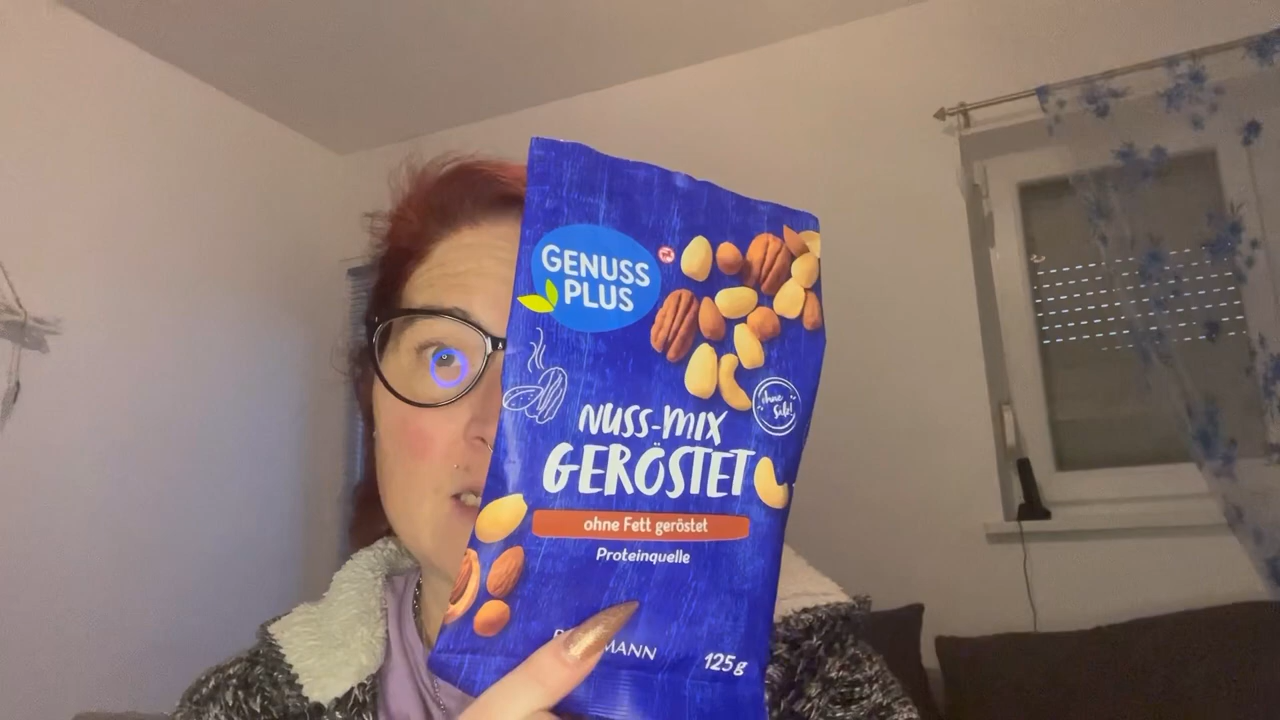 GENUSS
PLUS
ohne
Salz!
NUSS-MIX
GERÖSTET
ohne Fett geröstet
Proteinquelle
125g